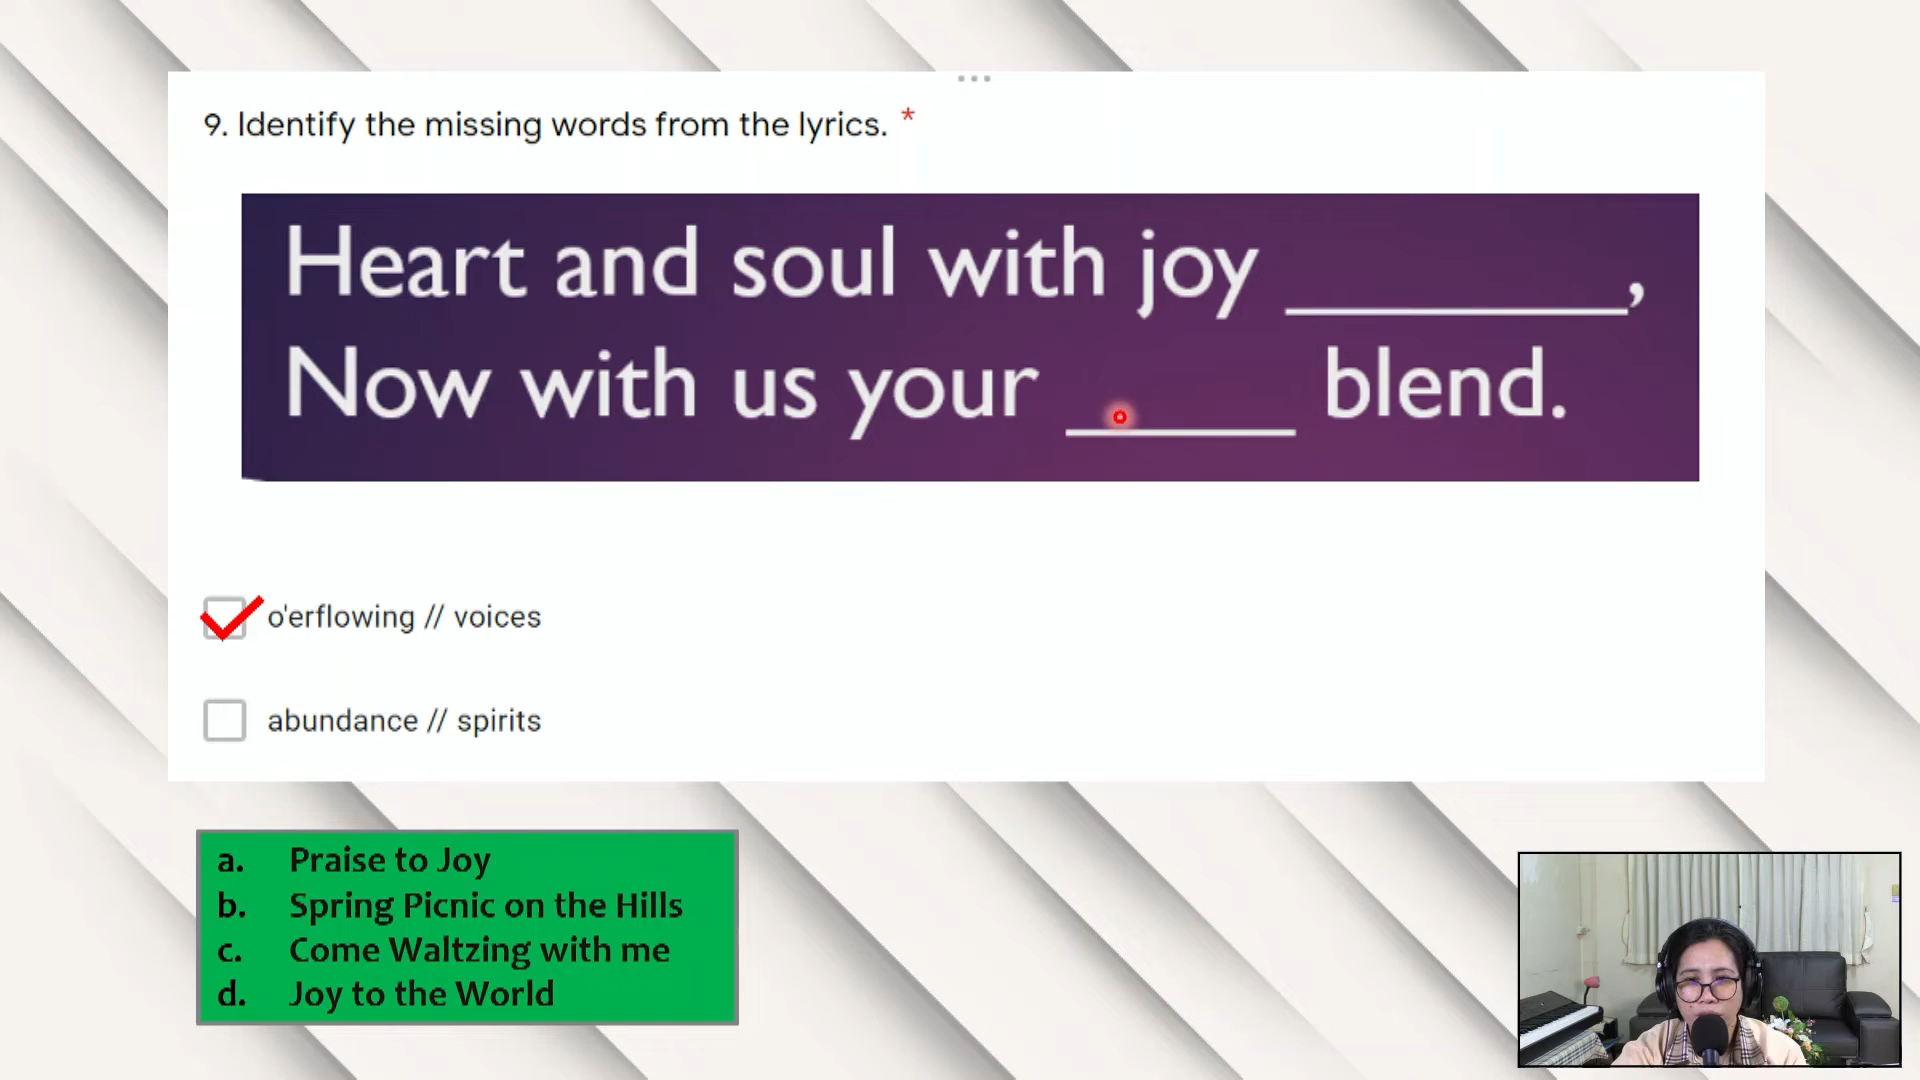 9. Identify the missing words from the lyrics. *
Heart and soul with joy _________,
Now with us your ______ blend.
o'erflowing // voices
abundance // spirits
a. Praise to Joy
b. Spring Picnic on the Hills
c. Come Waltzing with me
d. Joy to the World